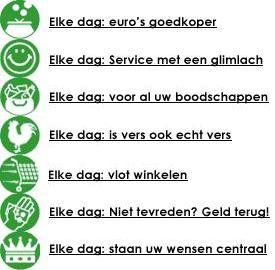 Elke dag: euro's goedkoper
Elke dag: Service met een glimlach
Elke dag: voor al uw boodschappen
Elke dag: is vers ook echt vers
Elke dag: vlot winkelen
Elke dag: Niet tevreden? Geld terug!
Elke dag: staan uw wensen centraal